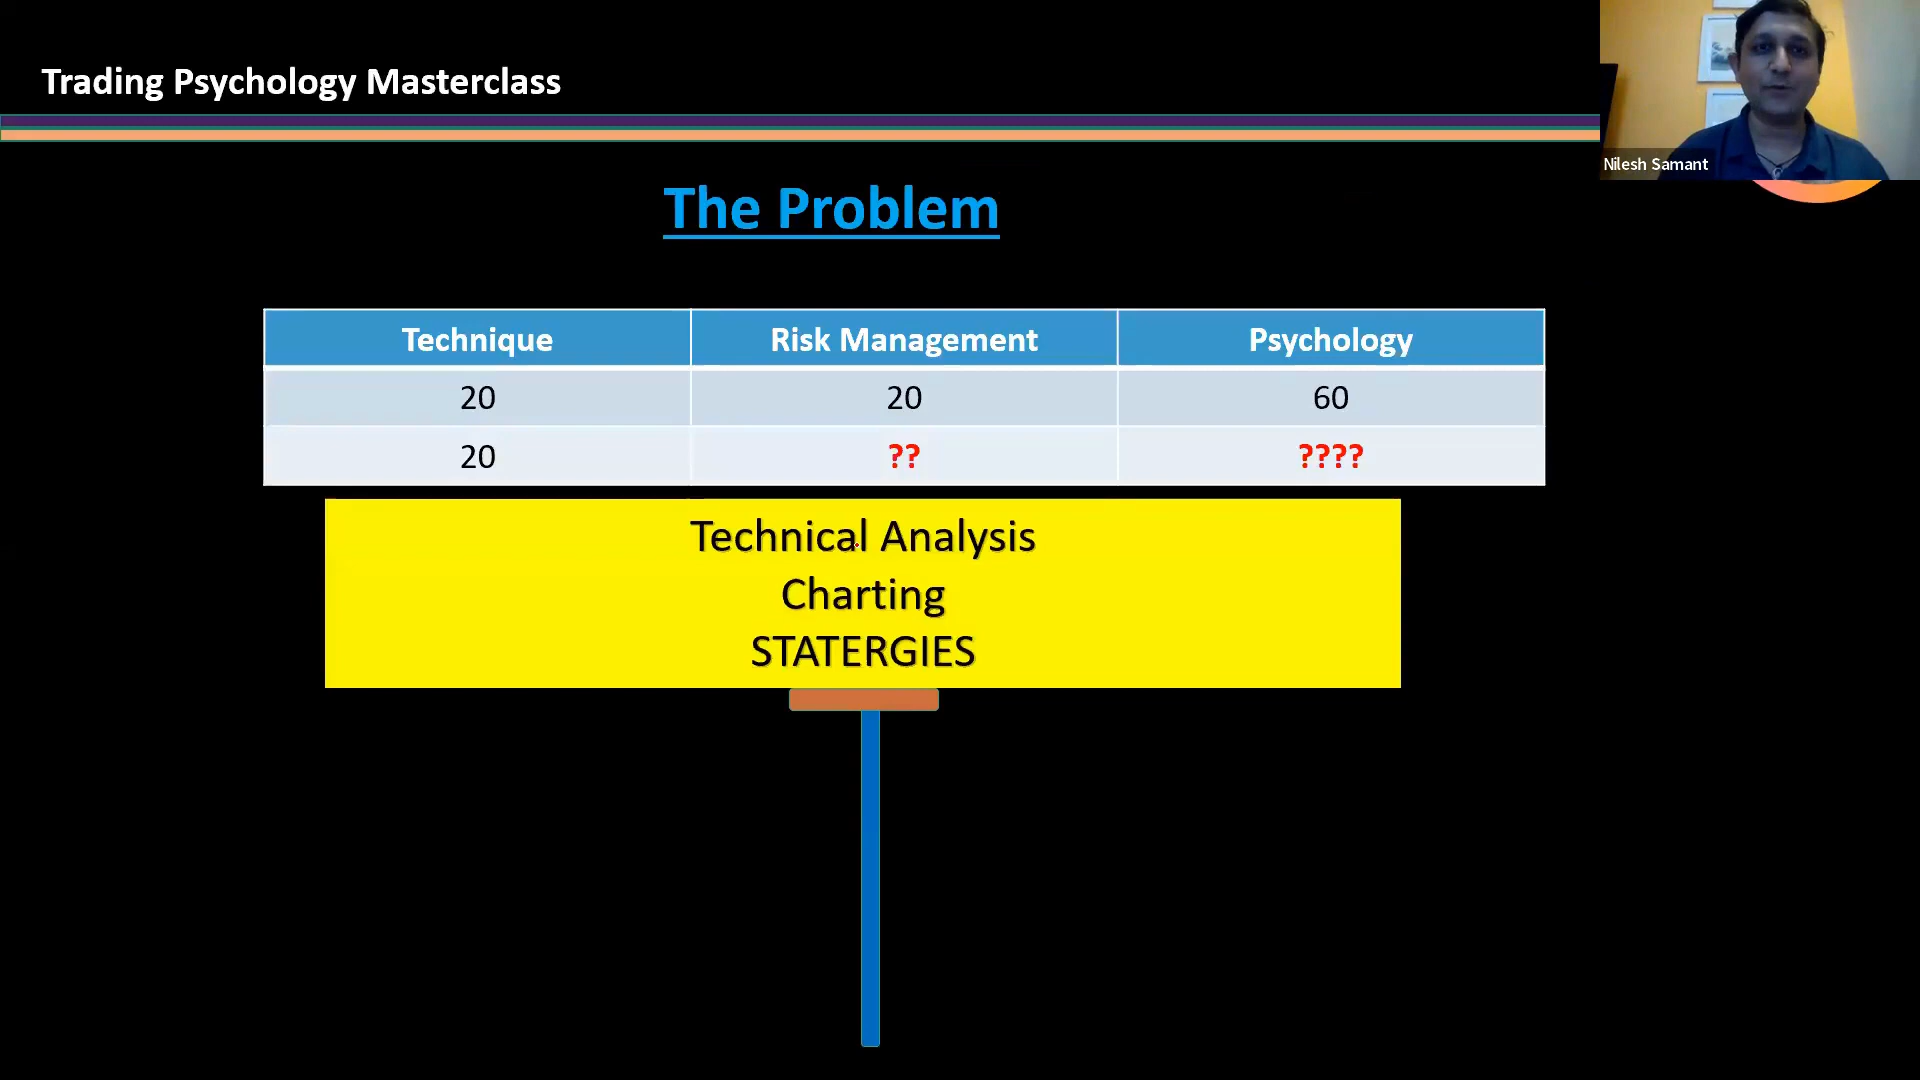 Trading Psychology Masterclass
Nilesh Samant
The Problem
Technique Risk Management Psychology
20 20 60
20 ?? ????
Technical Analysis
Charting
STATERGIES